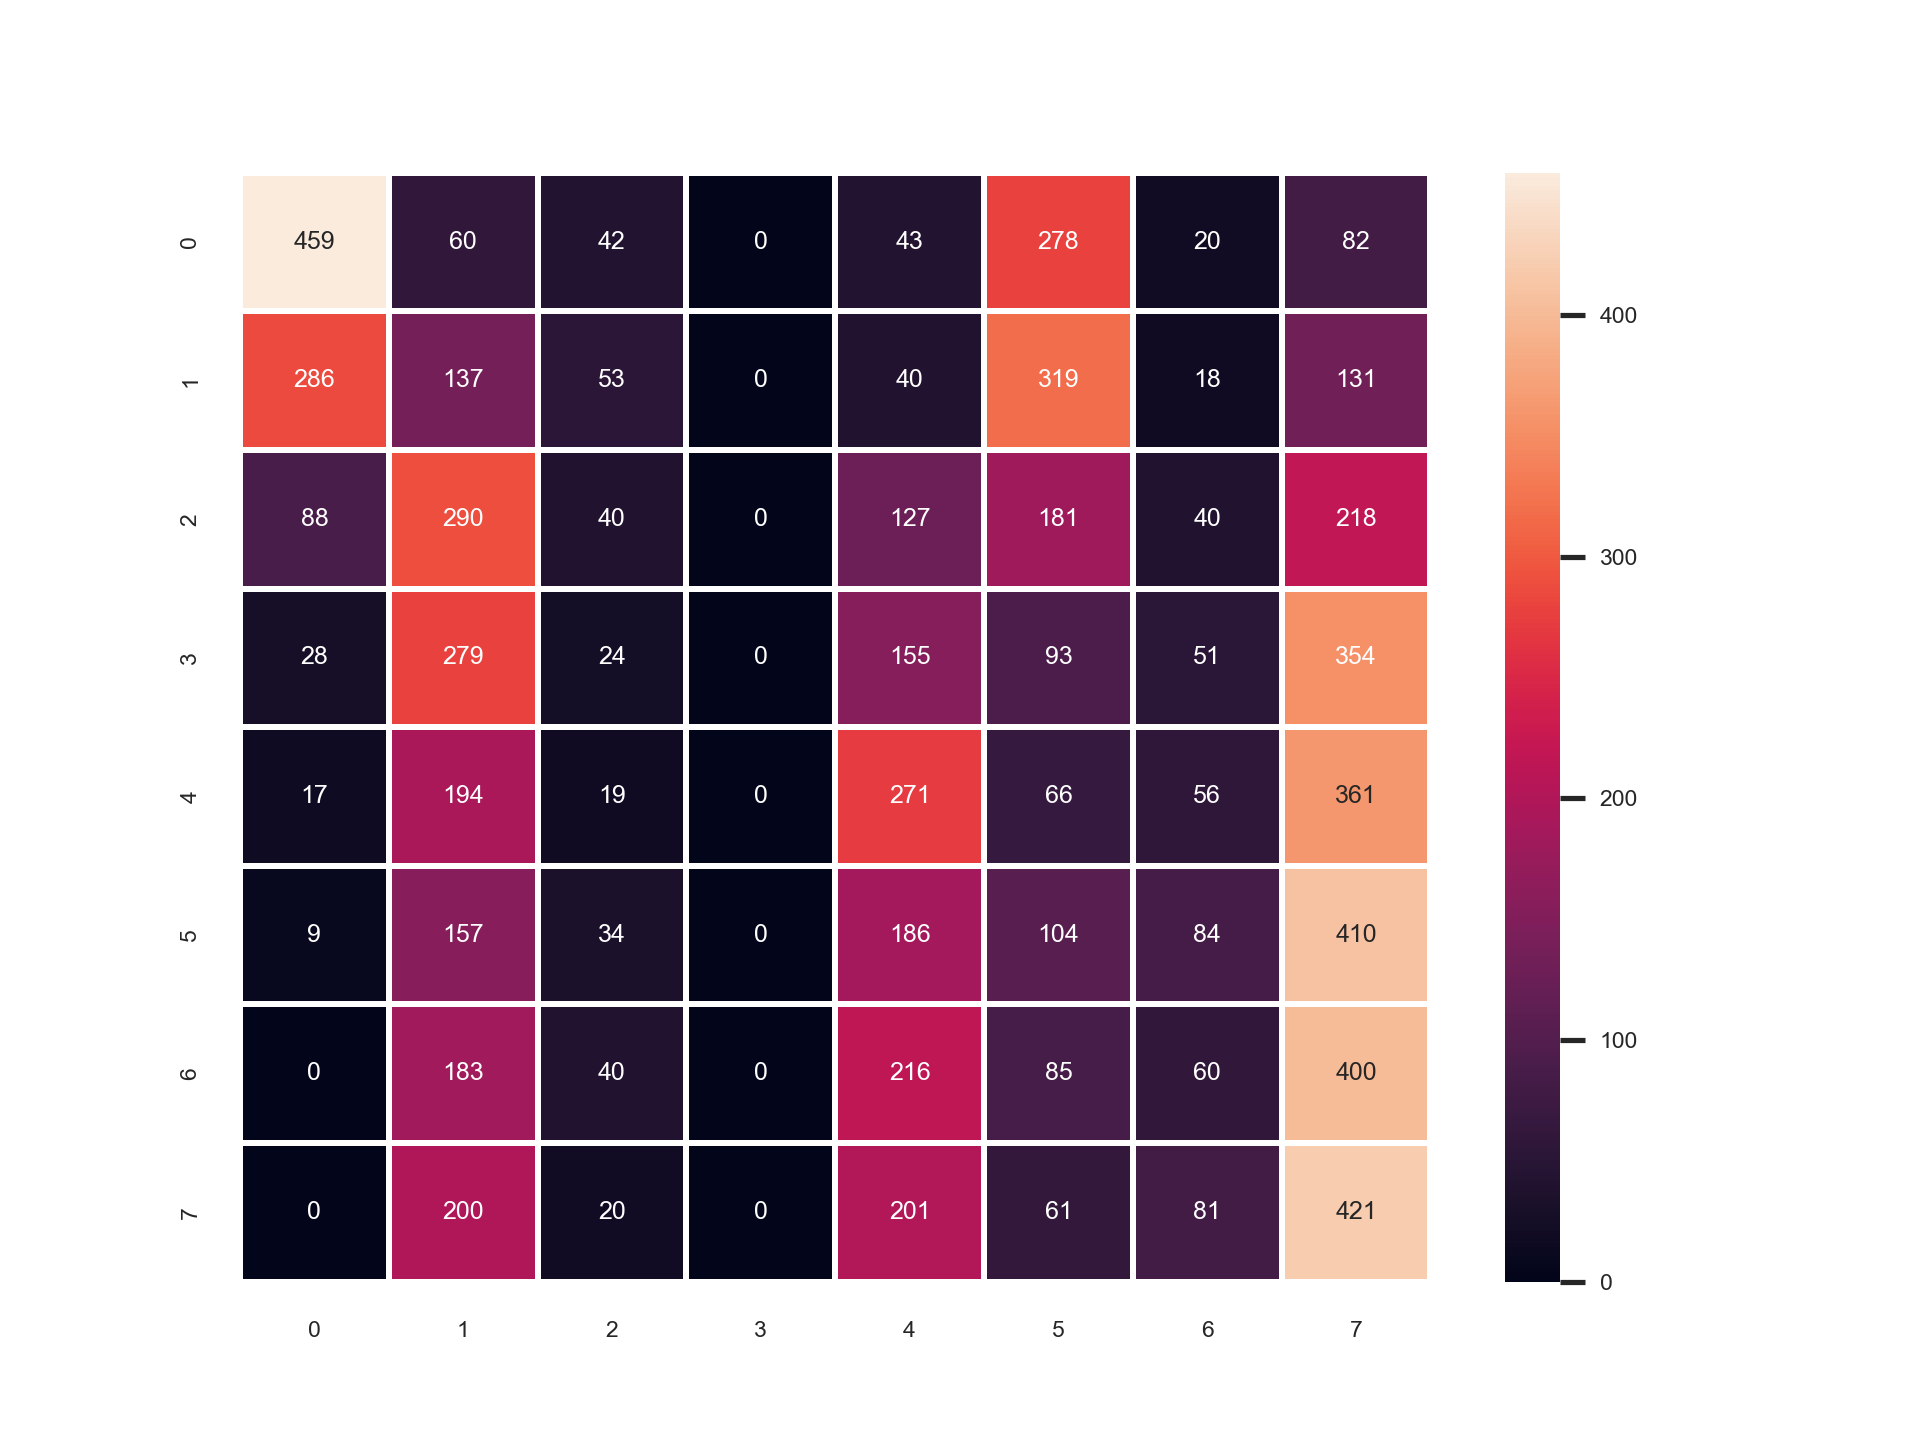 0 459 60 42 0 43 278 20 82
400
1 286 137 53 0 40 319 18 131
2 88 290 40 0 127 181 40 218
300
3 28 279 24 0 155 93 51 354
4 17 194 19 0 271 66 56 361
200
5 9 157 34 0 186 104 84 410
100
6 0 183 40 0 216 85 60 400
7 0 200 20 0 201 61 81 421
0
0 1 2 3 4 5 6 7